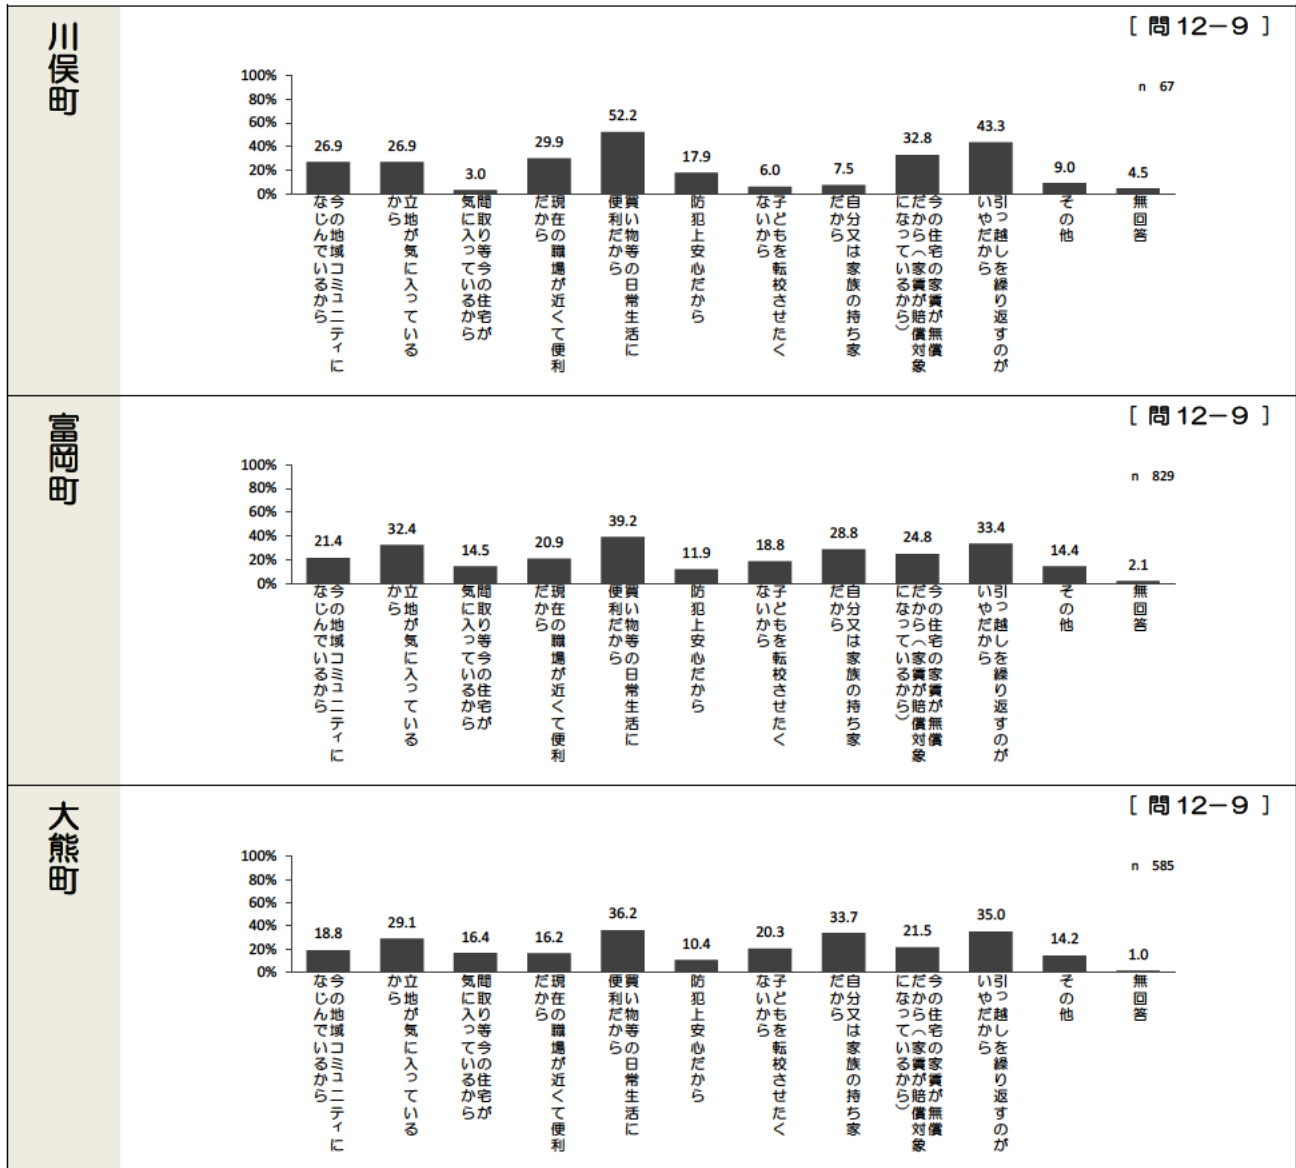 川俣町
[ 問12－9 ]
n 67
100%
80%
60%
40%
20%
0%
26.9
26.9
3.0
29.9
52.2
17.9
6.0
7.5
32.8
43.3
9.0
4.5
今の地域コミュニティに
なじんでいるから
立地が気に入っている
から
間取り等今の住宅が
気に入っているから
現在の職場が近くて便利
だから
買い物等の日常生活に
便利だから
防犯上安心だから
子どもを転校させたく
ないから
自分又は家族の持ち家
だから
今の住宅の家賃が無償
だから（家賃が賠償対象
になっているから）
引っ越しを繰り返すのが
いやだから
その他
無回答
富岡町
[ 問12－9 ]
n 829
100%
80%
60%
40%
20%
0%
21.4
32.4
14.5
20.9
39.2
11.9
18.8
28.8
24.8
33.4
14.4
2.1
今の地域コミュニティに
なじんでいるから
立地が気に入っている
から
間取り等今の住宅が
気に入っているから
現在の職場が近くて便利
だから
買い物等の日常生活に
便利だから
防犯上安心だから
子どもを転校させたく
ないから
自分又は家族の持ち家
だから
今の住宅の家賃が無償
だから（家賃が賠償対象
になっているから）
引っ越しを繰り返すのが
いやだから
その他
無回答
大熊町
[ 問12－9 ]
n 585
100%
80%
60%
40%
20%
0%
18.8
29.1
16.4
16.2
36.2
10.4
20.3
33.7
21.5
35.0
14.2
1.0
今の地域コミュニティに
なじんでいるから
立地が気に入っている
から
間取り等今の住宅が
気に入っているから
現在の職場が近くて便利
だから
買い物等の日常生活に
便利だから
防犯上安心だから
子どもを転校させたく
ないから
自分又は家族の持ち家
だから
今の住宅の家賃が無償
だから（家賃が賠償対象
になっているから）
引っ越しを繰り返すのが
いやだから
その他
無回答